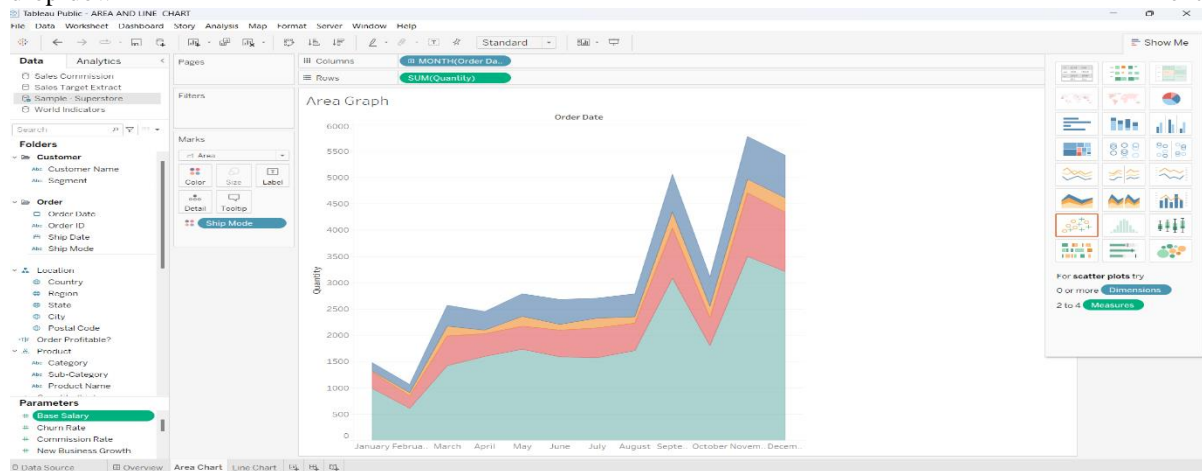 Tableau Public - AREA AND LINE CHART
File Data Worksheet Dashboard Story Analysis Map Format Server Window Help
Standard
Show Me
Data Analytics
Sales Commission
Sales Target Extract
Sample - Superstore
World Indicators
Search
Folders
Customer
Abc Customer Name
Abc Segment
Order
Order Date
Abc Order ID
Ship Date
Abc Ship Mode
Location
Country
Region
State
City
Postal Code
Order Profitable?
Product
Abc Category
Abc Sub-Category
Abc Product Name
Parameters
Base Salary
Churn Rate
Commission Rate
New Business Growth
Pages
Filters
Marks
Area
Color Size Label
Detail Tooltip
Ship Mode
Columns MONTH(Order Da..
Rows SUM(Quantity)
Area Graph
Order Date
6000
5500
5000
4500
4000
3500
3000
2500
2000
1500
1000
500
0
Quantity
January Februa.. March April May June July August Septe.. October Novem.. Decem..
For scatter plots try
0 or more Dimensions
2 to 4 Measures
Data Source Overview Area Chart Line Chart